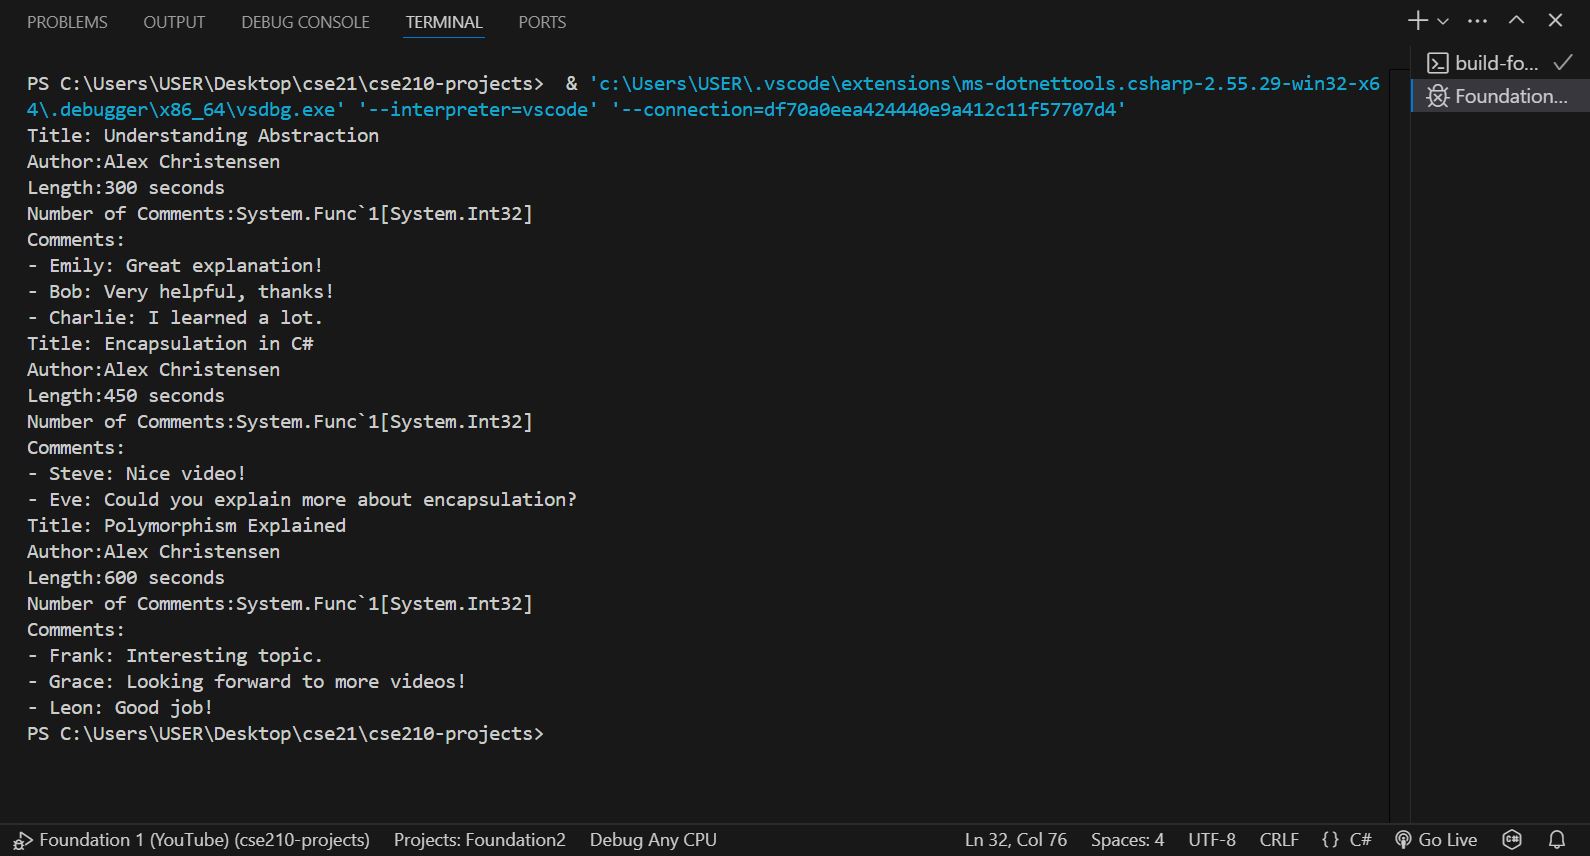 PROBLEMS OUTPUT DEBUG CONSOLE TERMINAL PORTS
PS C:\Users\USER\Desktop\cse21\cse210-projects>  & 'c:\Users\USER\.vscode\extensions\ms-dotnettools.csharp-2.55.29-win32-x6
4\.debugger\x86_64\vsdbg.exe' '--interpreter=vscode' '--connection=df70a0eea424440e9a412c11f57707d4'
Title: Understanding Abstraction
Author:Alex Christensen
Length:300 seconds
Number of Comments:System.Func`1[System.Int32]
Comments:
- Emily: Great explanation!
- Bob: Very helpful, thanks!
- Charlie: I learned a lot.
Title: Encapsulation in C#
Author:Alex Christensen
Length:450 seconds
Number of Comments:System.Func`1[System.Int32]
Comments:
- Steve: Nice video!
- Eve: Could you explain more about encapsulation?
Title: Polymorphism Explained
Author:Alex Christensen
Length:600 seconds
Number of Comments:System.Func`1[System.Int32]
Comments:
- Frank: Interesting topic.
- Grace: Looking forward to more videos!
- Leon: Good job!
PS C:\Users\USER\Desktop\cse21\cse210-projects>
build-fo...
Foundation...
Foundation 1 (YouTube) (cse210-projects) Projects: Foundation2 Debug Any CPU Ln 32, Col 76 Spaces: 4 UTF-8 CRLF {} C# Go Live